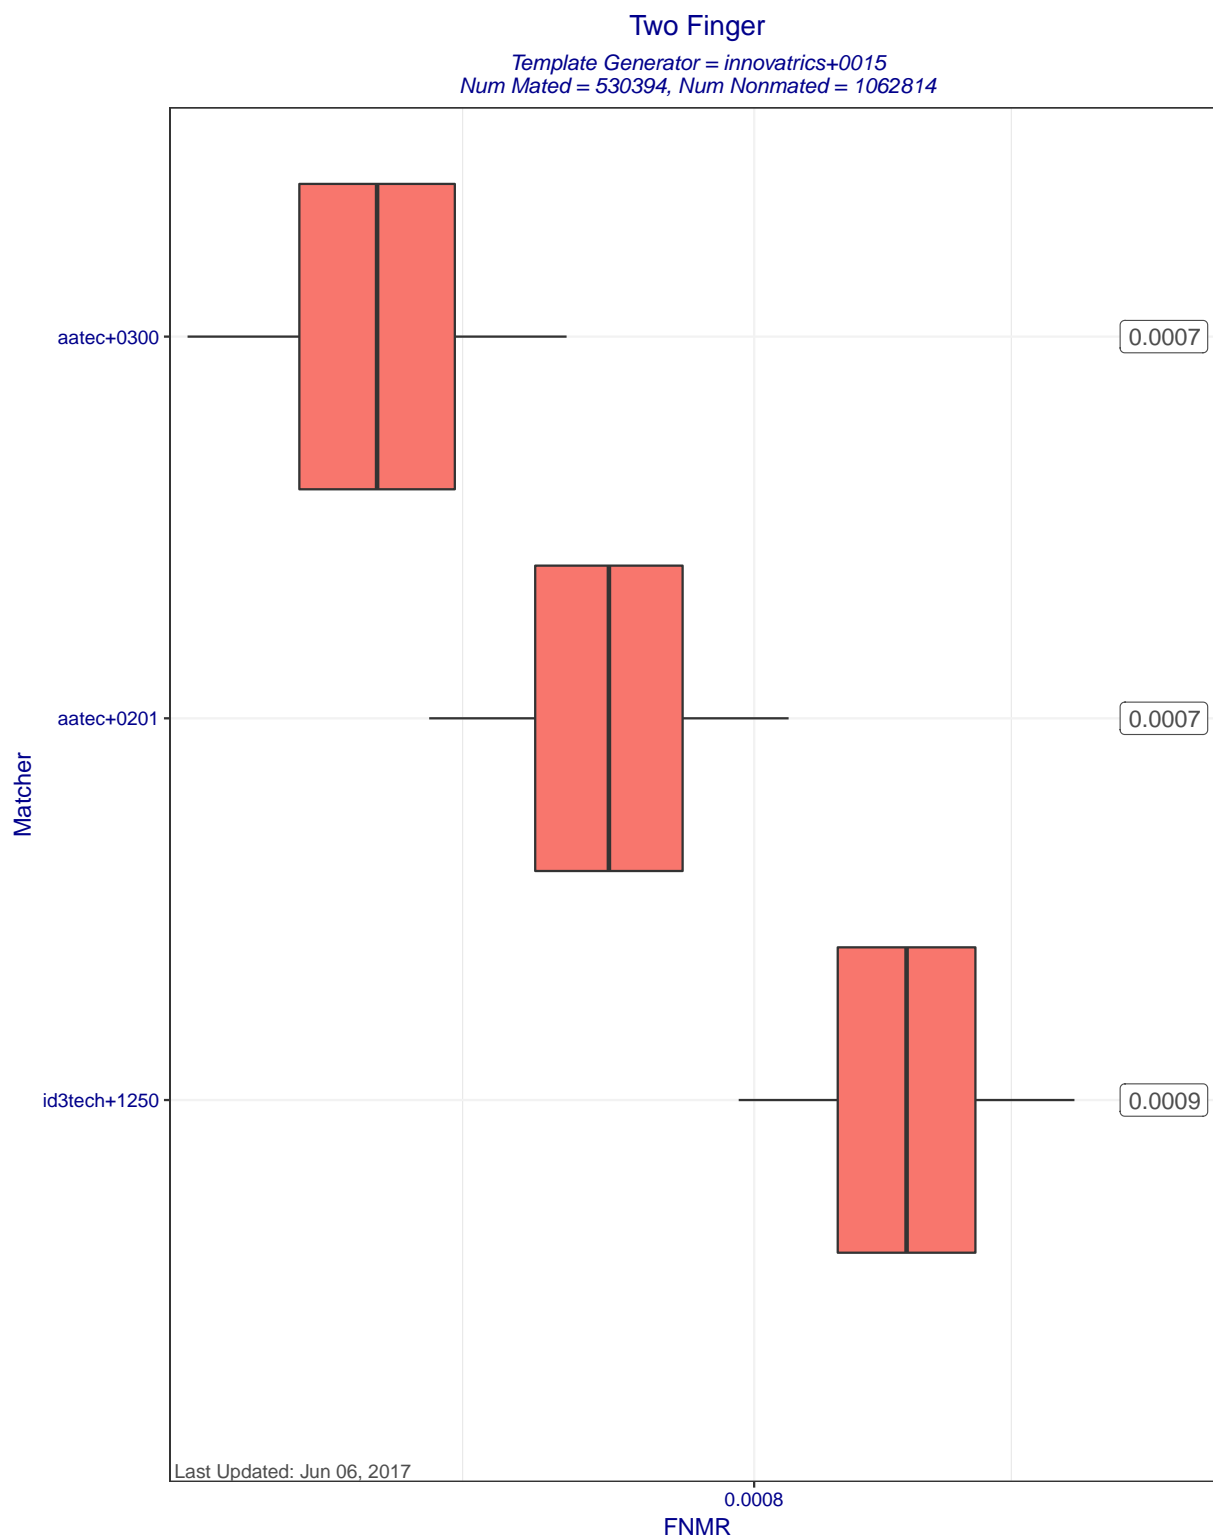 Two Finger
Template Generator = innovatrics+0015
Num Mated = 530394, Num Nonmated = 1062814
aatec+0300
0.0007
aatec+0201
0.0007
Matcher
id3tech+1250
0.0009
Last Updated: Jun 06, 2017
0.0008
FNMR